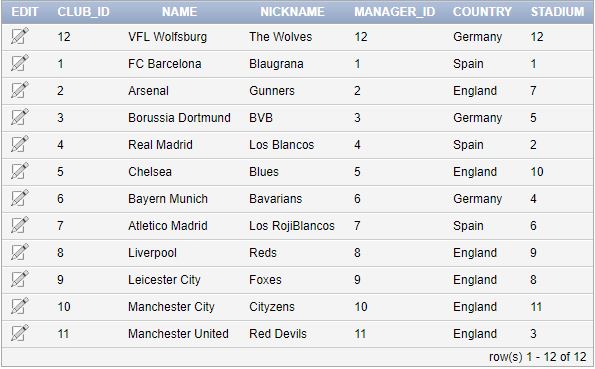 EDIT CLUB_ID NAME NICKNAME MANAGER_ID COUNTRY STADIUM
12 VFL Wolfsburg The Wolves 12 Germany 12
1 FC Barcelona Blaugrana 1 Spain 1
2 Arsenal Gunners 2 England 7
3 Borussia Dortmund BVB 3 Germany 5
4 Real Madrid Los Blancos 4 Spain 2
5 Chelsea Blues 5 England 10
6 Bayern Munich Bavarians 6 Germany 4
7 Atletico Madrid Los RojiBlancos 7 Spain 6
8 Liverpool Reds 8 England 9
9 Leicester City Foxes 9 England 8
10 Manchester City Cityzens 10 England 11
11 Manchester United Red Devils 11 England 3
row(s) 1 - 12 of 12